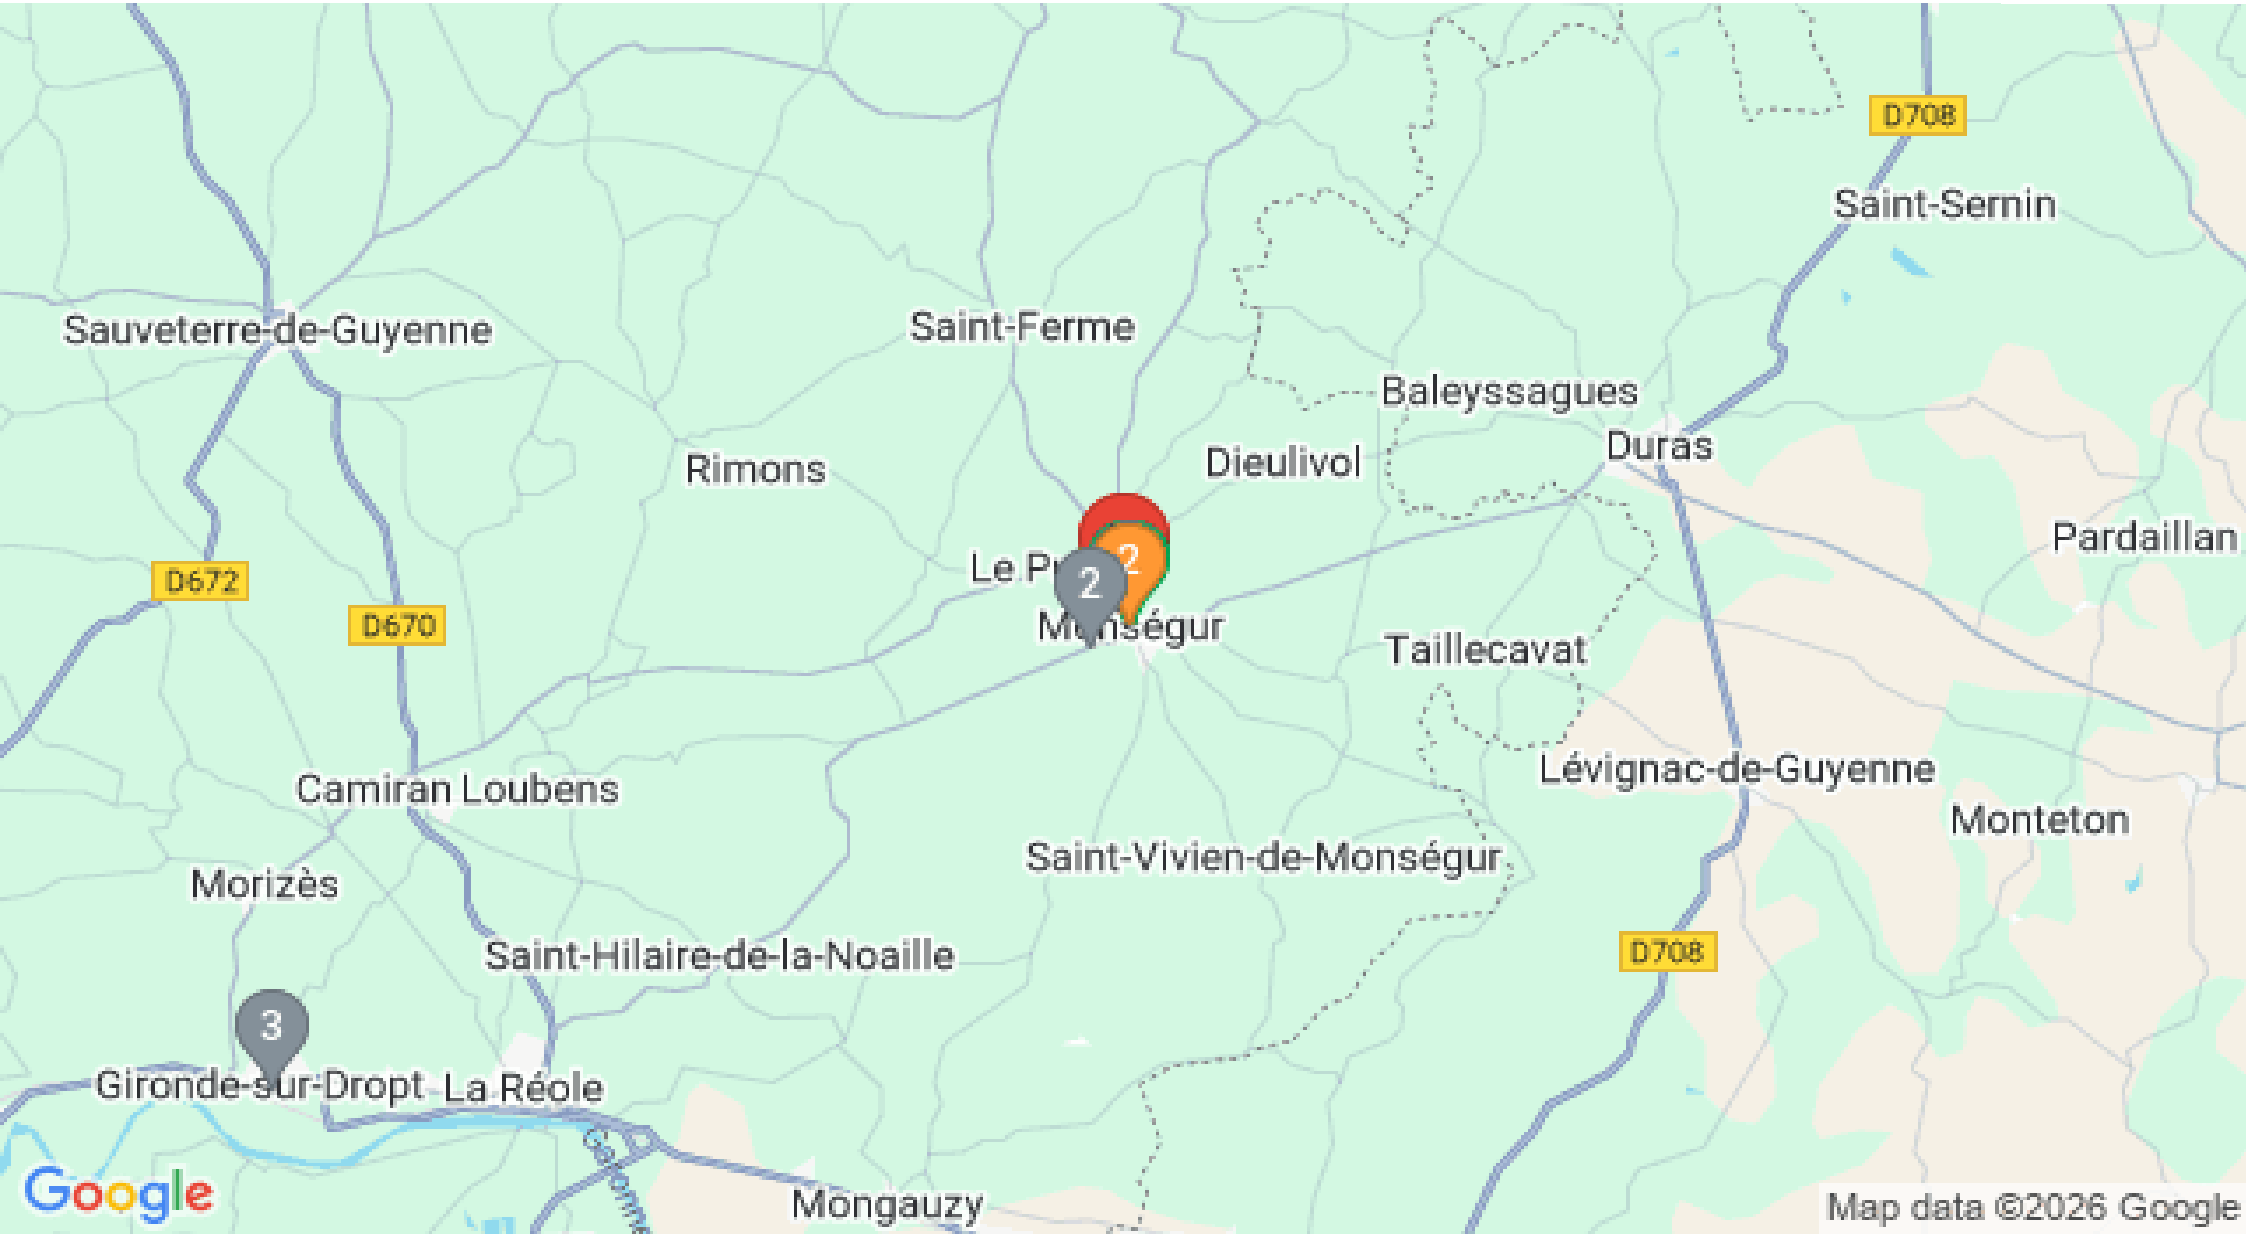 D708
Saint-Sernin
Sauveterre-de-Guyenne
Saint-Ferme
Baleyssagues
Duras
Dieulivol
Rimons
Pardaillan
2
Le
2
D672
D670
Monségur
Taillecavat
Lévignac-de-Guyenne
Camiran
Loubens
Monteton
Saint-Vivien-de-Monségur
Morizès
D708
Saint-Hilaire-de-la-Noaille
3
Gironde-sur-Dropt
La Réole
Google
Mongauzy
Map data ©2026 Google